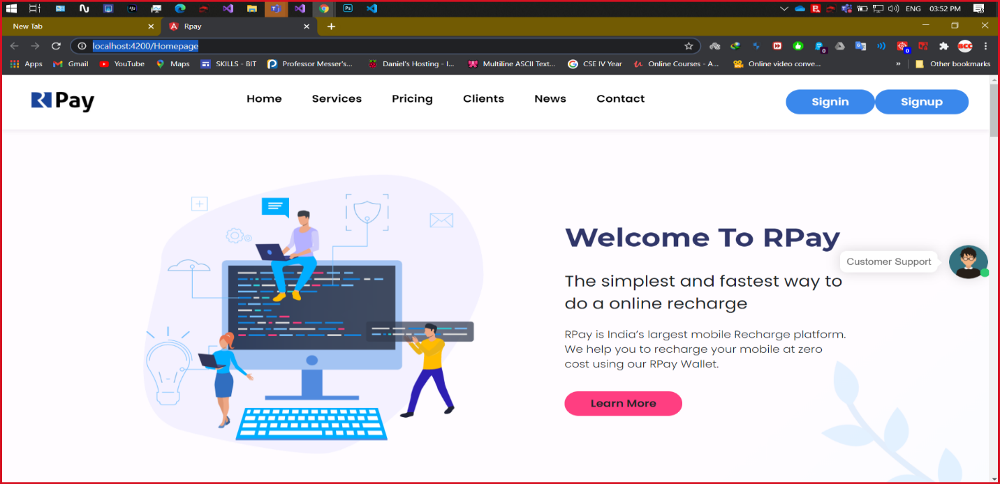 ENG 03:52 PM
New Tab
Rpay
localhost:4200/Homepage
Apps
Gmail
YouTube
Maps
SKILLS - BIT
Professor Messer's...
Daniel's Hosting - I...
Multiline ASCII Text...
CSE IV Year
Online Courses - A...
Online video conve...
»
Other bookmarks
RPay
Home
Services
Pricing
Clients
News
Contact
Signin
Signup
Welcome To RPay
Customer Support
The simplest and fastest way to
do a online recharge
RPay is India’s largest mobile Recharge platform.
We help you to recharge your mobile at zero
cost using our RPay Wallet.
Learn More